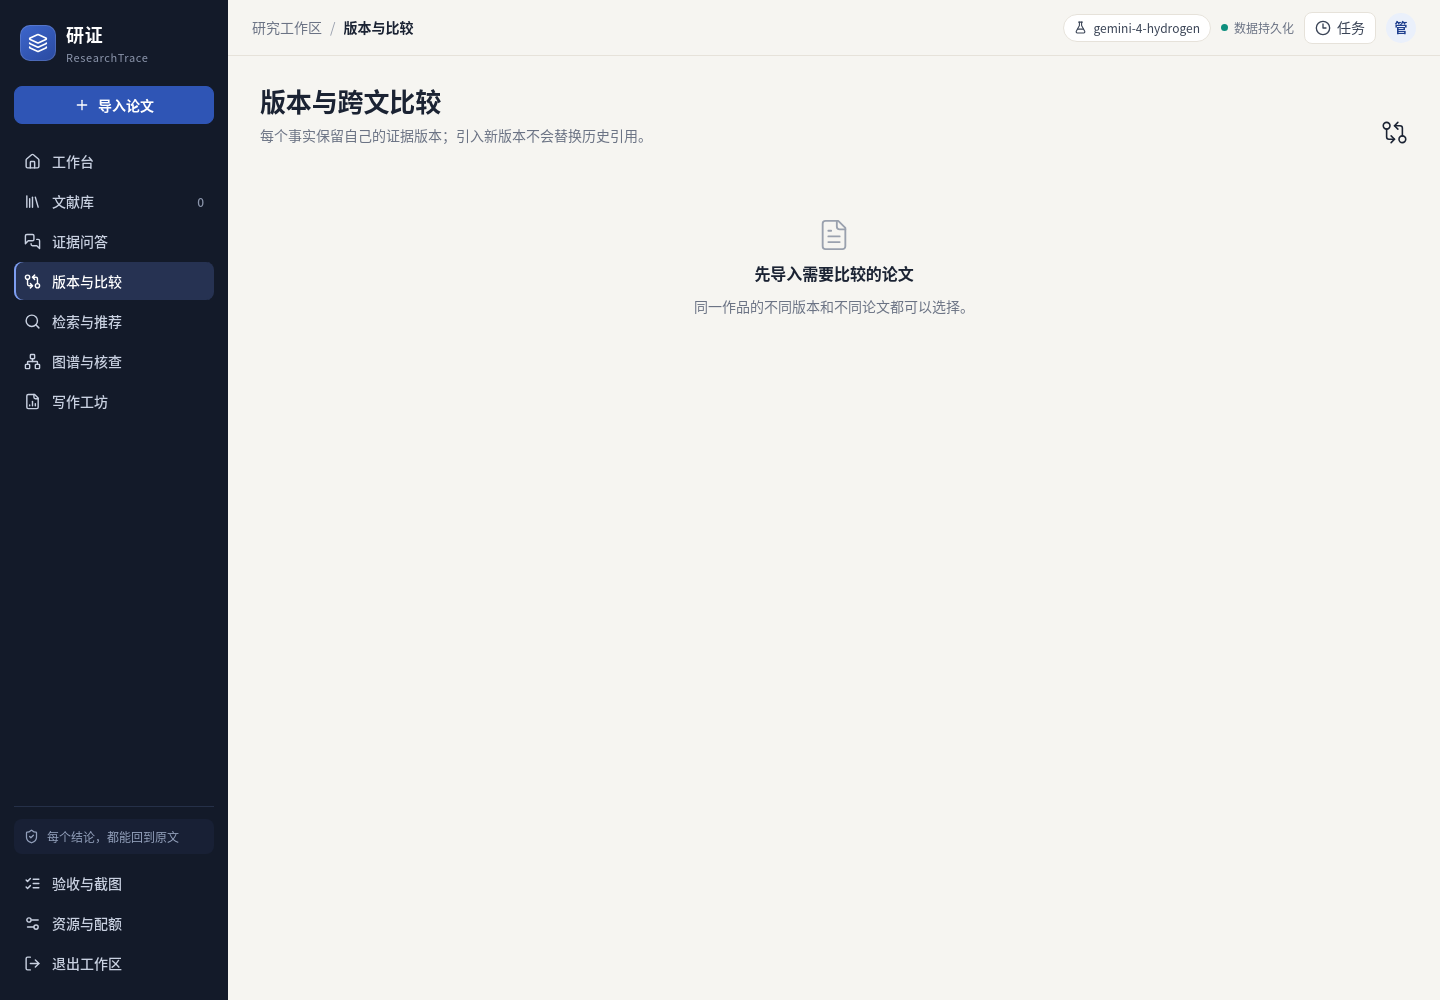 研证
ResearchTrace
导入论文
工作台
文献库 0
证据问答
版本与比较
检索与推荐
图谱与核查
写作工坊
每个结论，都能回到原文
验收与截图
资源与配额
退出工作区
研究工作区 / 版本与比较
gemini-4-hydrogen
数据持久化
任务
管
版本与跨文比较
每个事实保留自己的证据版本；引入新版本不会替换历史引用。
先导入需要比较的论文
同一作品的不同版本和不同论文都可以选择。